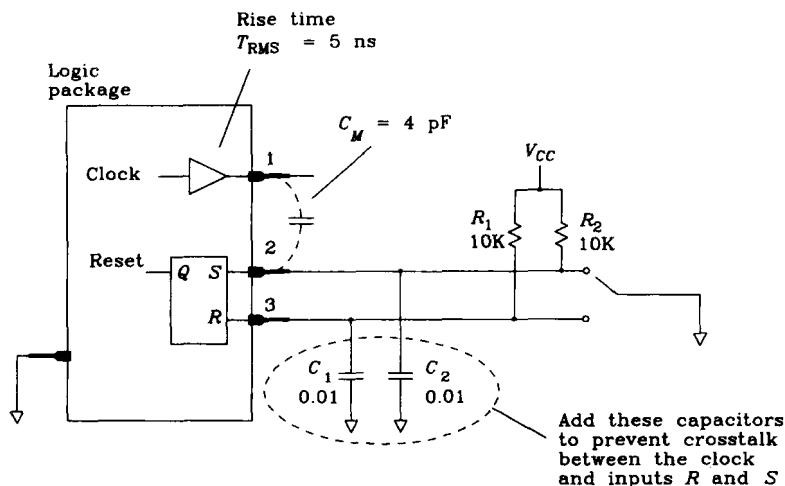 Rise time
T_RMS = 5 ns
Logic
package
C_M = 4 pF
Clock
1
V_CC
R_1
10K
R_2
10K
2
Reset
Q S
3
R
C_1
0.01
C_2
0.01
Add these capacitors
to prevent crosstalk
between the clock
and inputs R and S